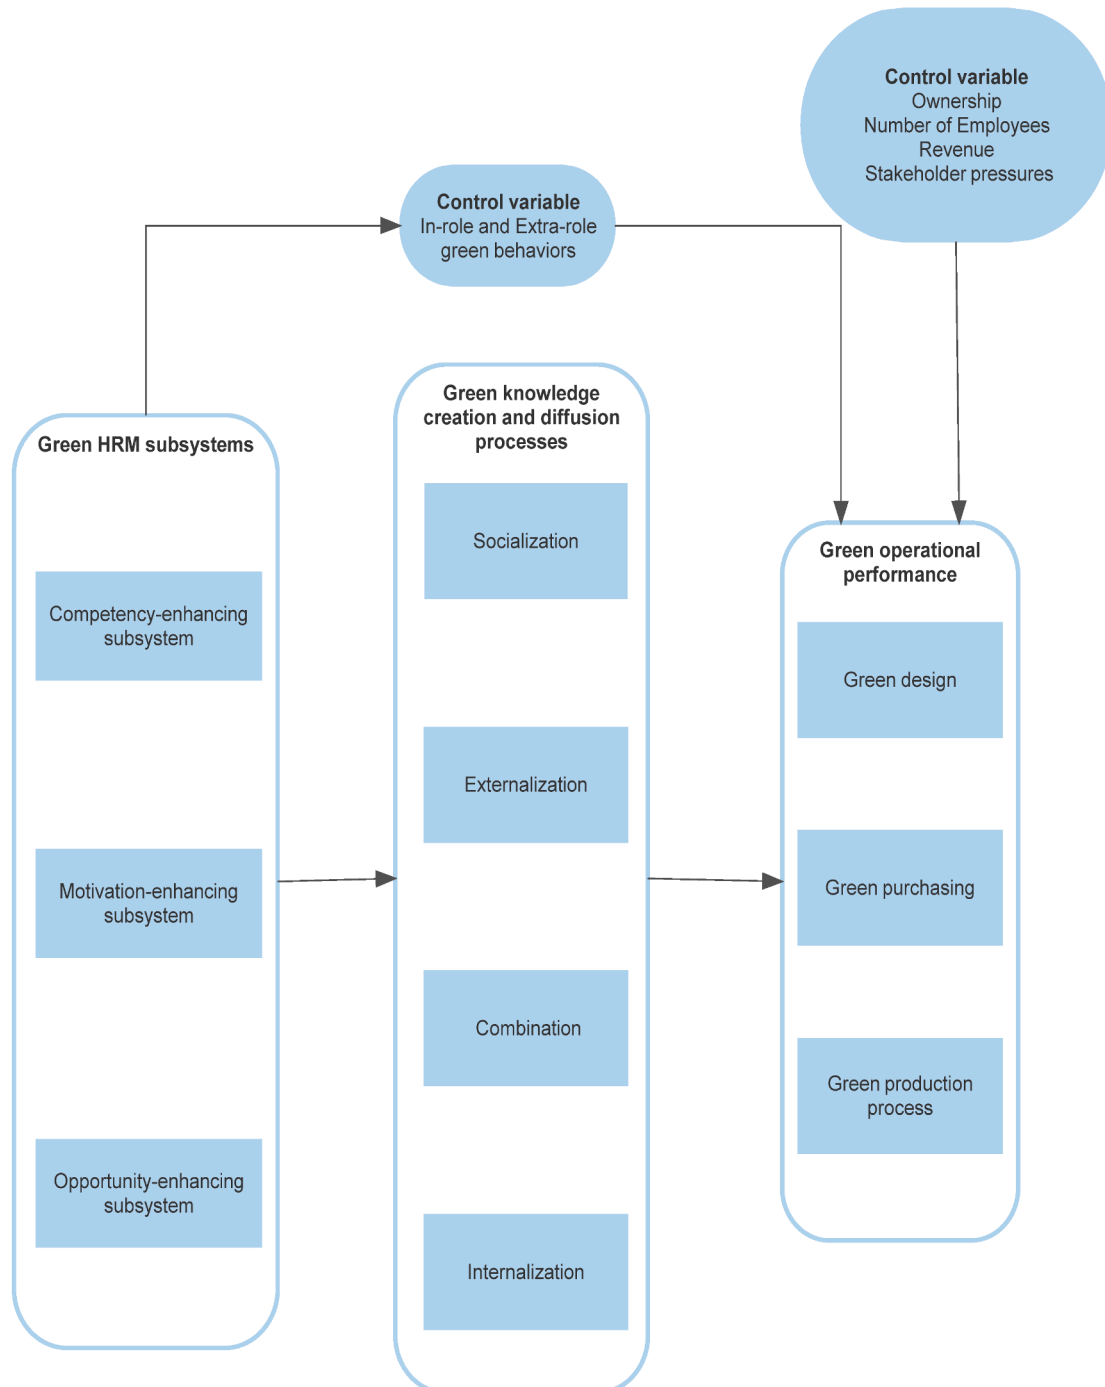 Control variable
Ownership
Number of Employees
Revenue
Stakeholder pressures
Control variable
In-role and Extra-role
green behaviors
Green HRM subsystems
Competency-enhancing
subsystem
Motivation-enhancing
subsystem
Opportunity-enhancing
subsystem
Green knowledge
creation and diffusion
processes
Socialization
Externalization
Combination
Internalization
Green operational
performance
Green design
Green purchasing
Green production
process